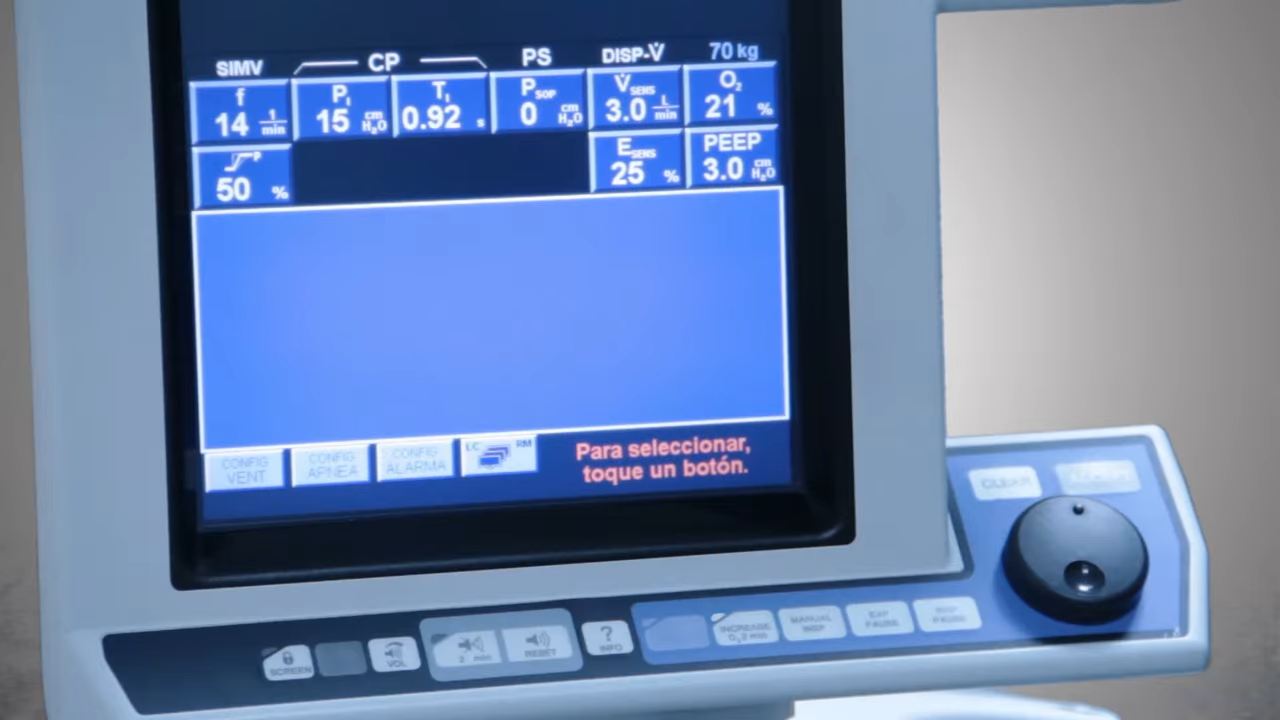 SIMV CP PS DISP-V̇ 70 kg
f PI TI PSOP V̇SENS O2
14 1/min 15 cm H2O 0.92 s 0 cm H2O 3.0 L/min 21 %
P ESENS PEEP
50 % 25 % 3.0 cm H2O
LC RM
CONFIG VENT
CONFIG APNEA
CONFIG ALARMA
Para seleccionar,
toque un botón.
CLEAR
SCREEN
VOL
2 min
RESET
?
INFO
INCREASE
O2 2 min
MANUAL
INSP
EXP
PAUSE
INSP
PAUSE